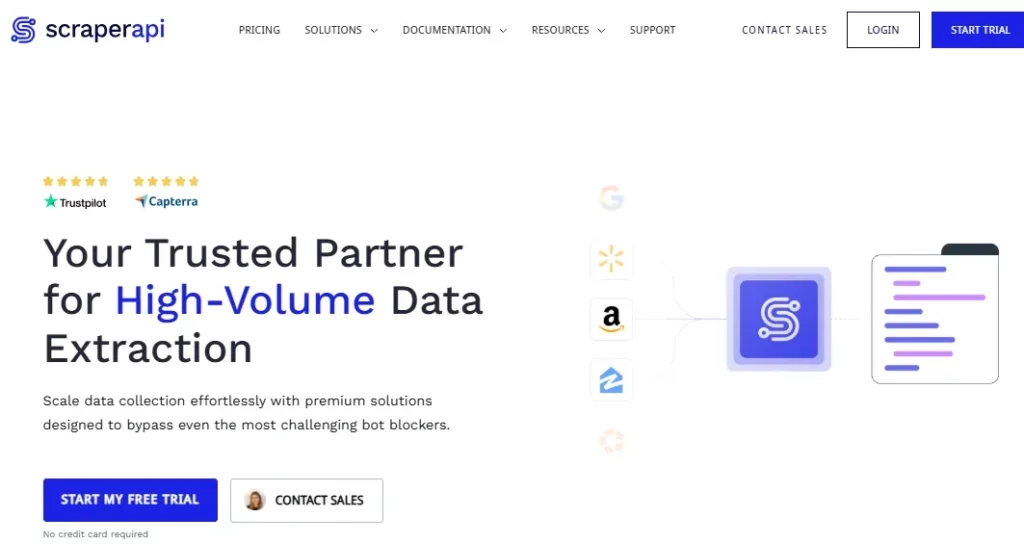 scraperapi
PRICING
SOLUTIONS
DOCUMENTATION
RESOURCES
SUPPORT
CONTACT SALES
LOGIN
START TRIAL
Trustpilot
Capterra
Your Trusted Partner
for High-Volume Data
Extraction
Scale data collection effortlessly with premium solutions
designed to bypass even the most challenging bot blockers.
START MY FREE TRIAL
CONTACT SALES
No credit card required